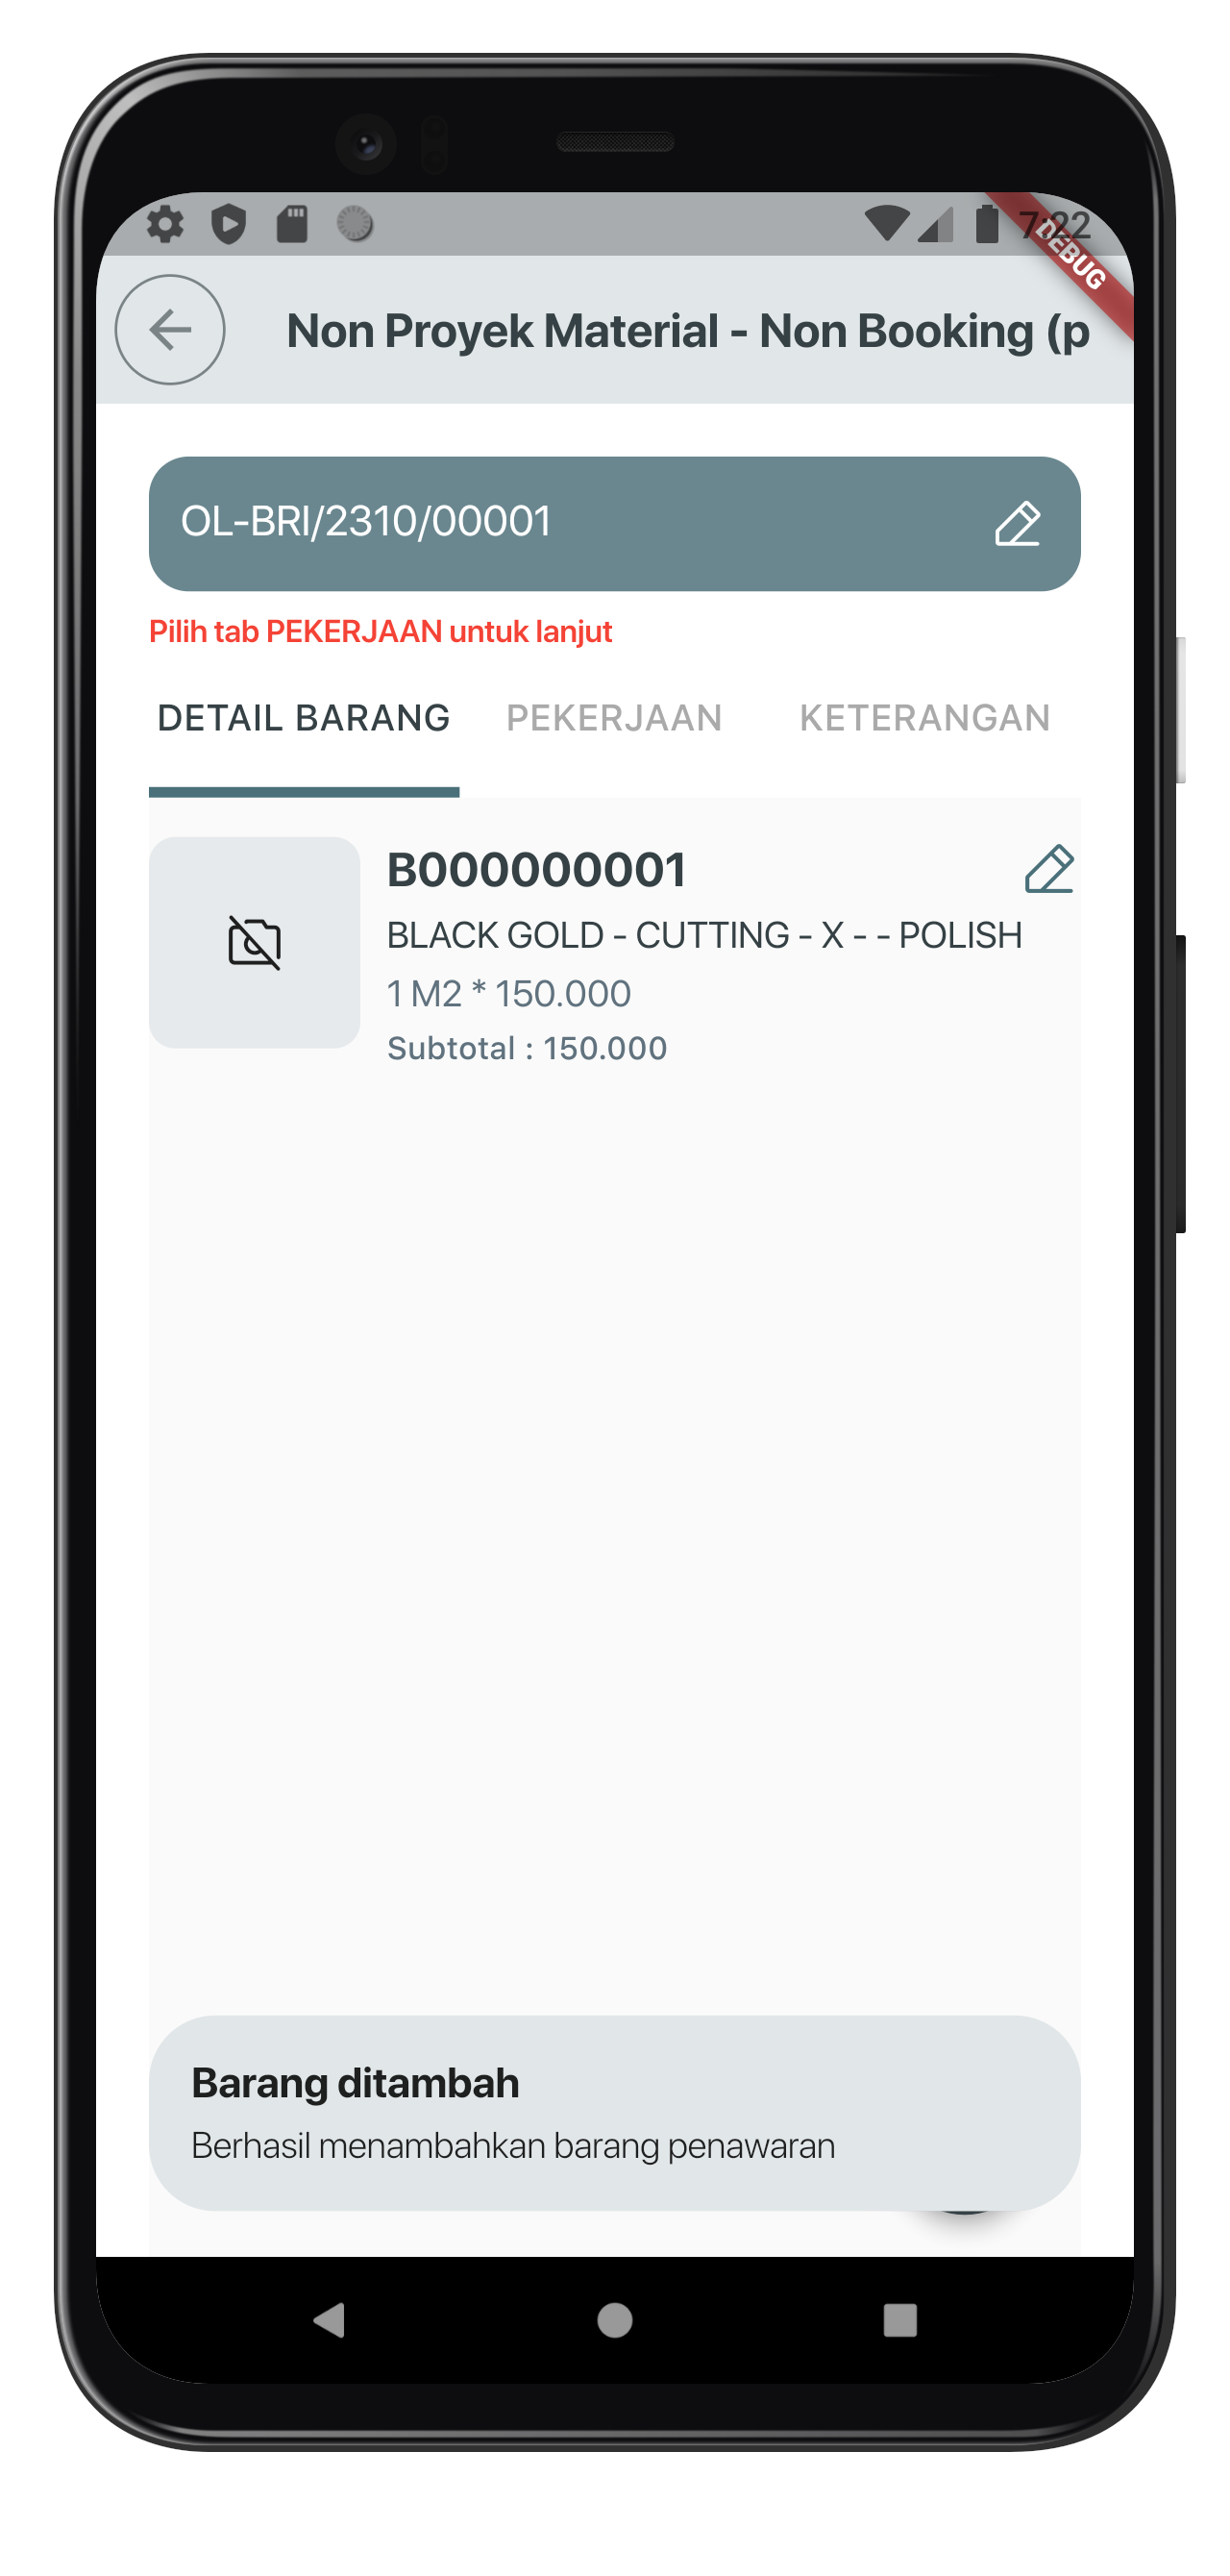 7:22
DEBUG
Non Proyek Material - Non Booking (p
OL-BRI/2310/00001
Pilih tab PEKERJAAN untuk lanjut
DETAIL BARANG PEKERJAAN KETERANGAN
B000000001
BLACK GOLD - CUTTING - X - - POLISH
1 M2 * 150.000
Subtotal : 150.000
Barang ditambah
Berhasil menambahkan barang penawaran